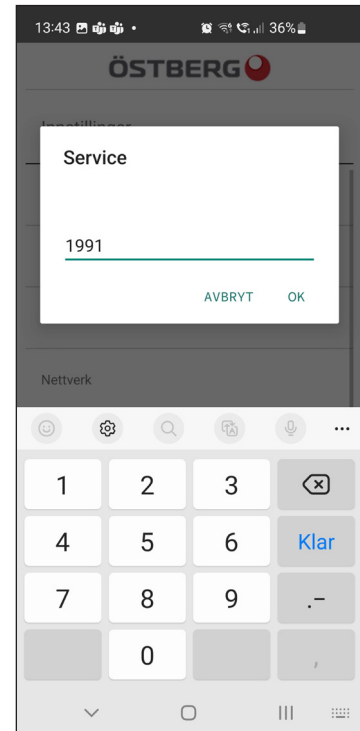 13:43 36%
ÖSTBERG
Innstillinger
Service
1991
AVBRYT OK
Nettverk
1 2 3
4 5 6 Klar
7 8 9 .-
0 ,